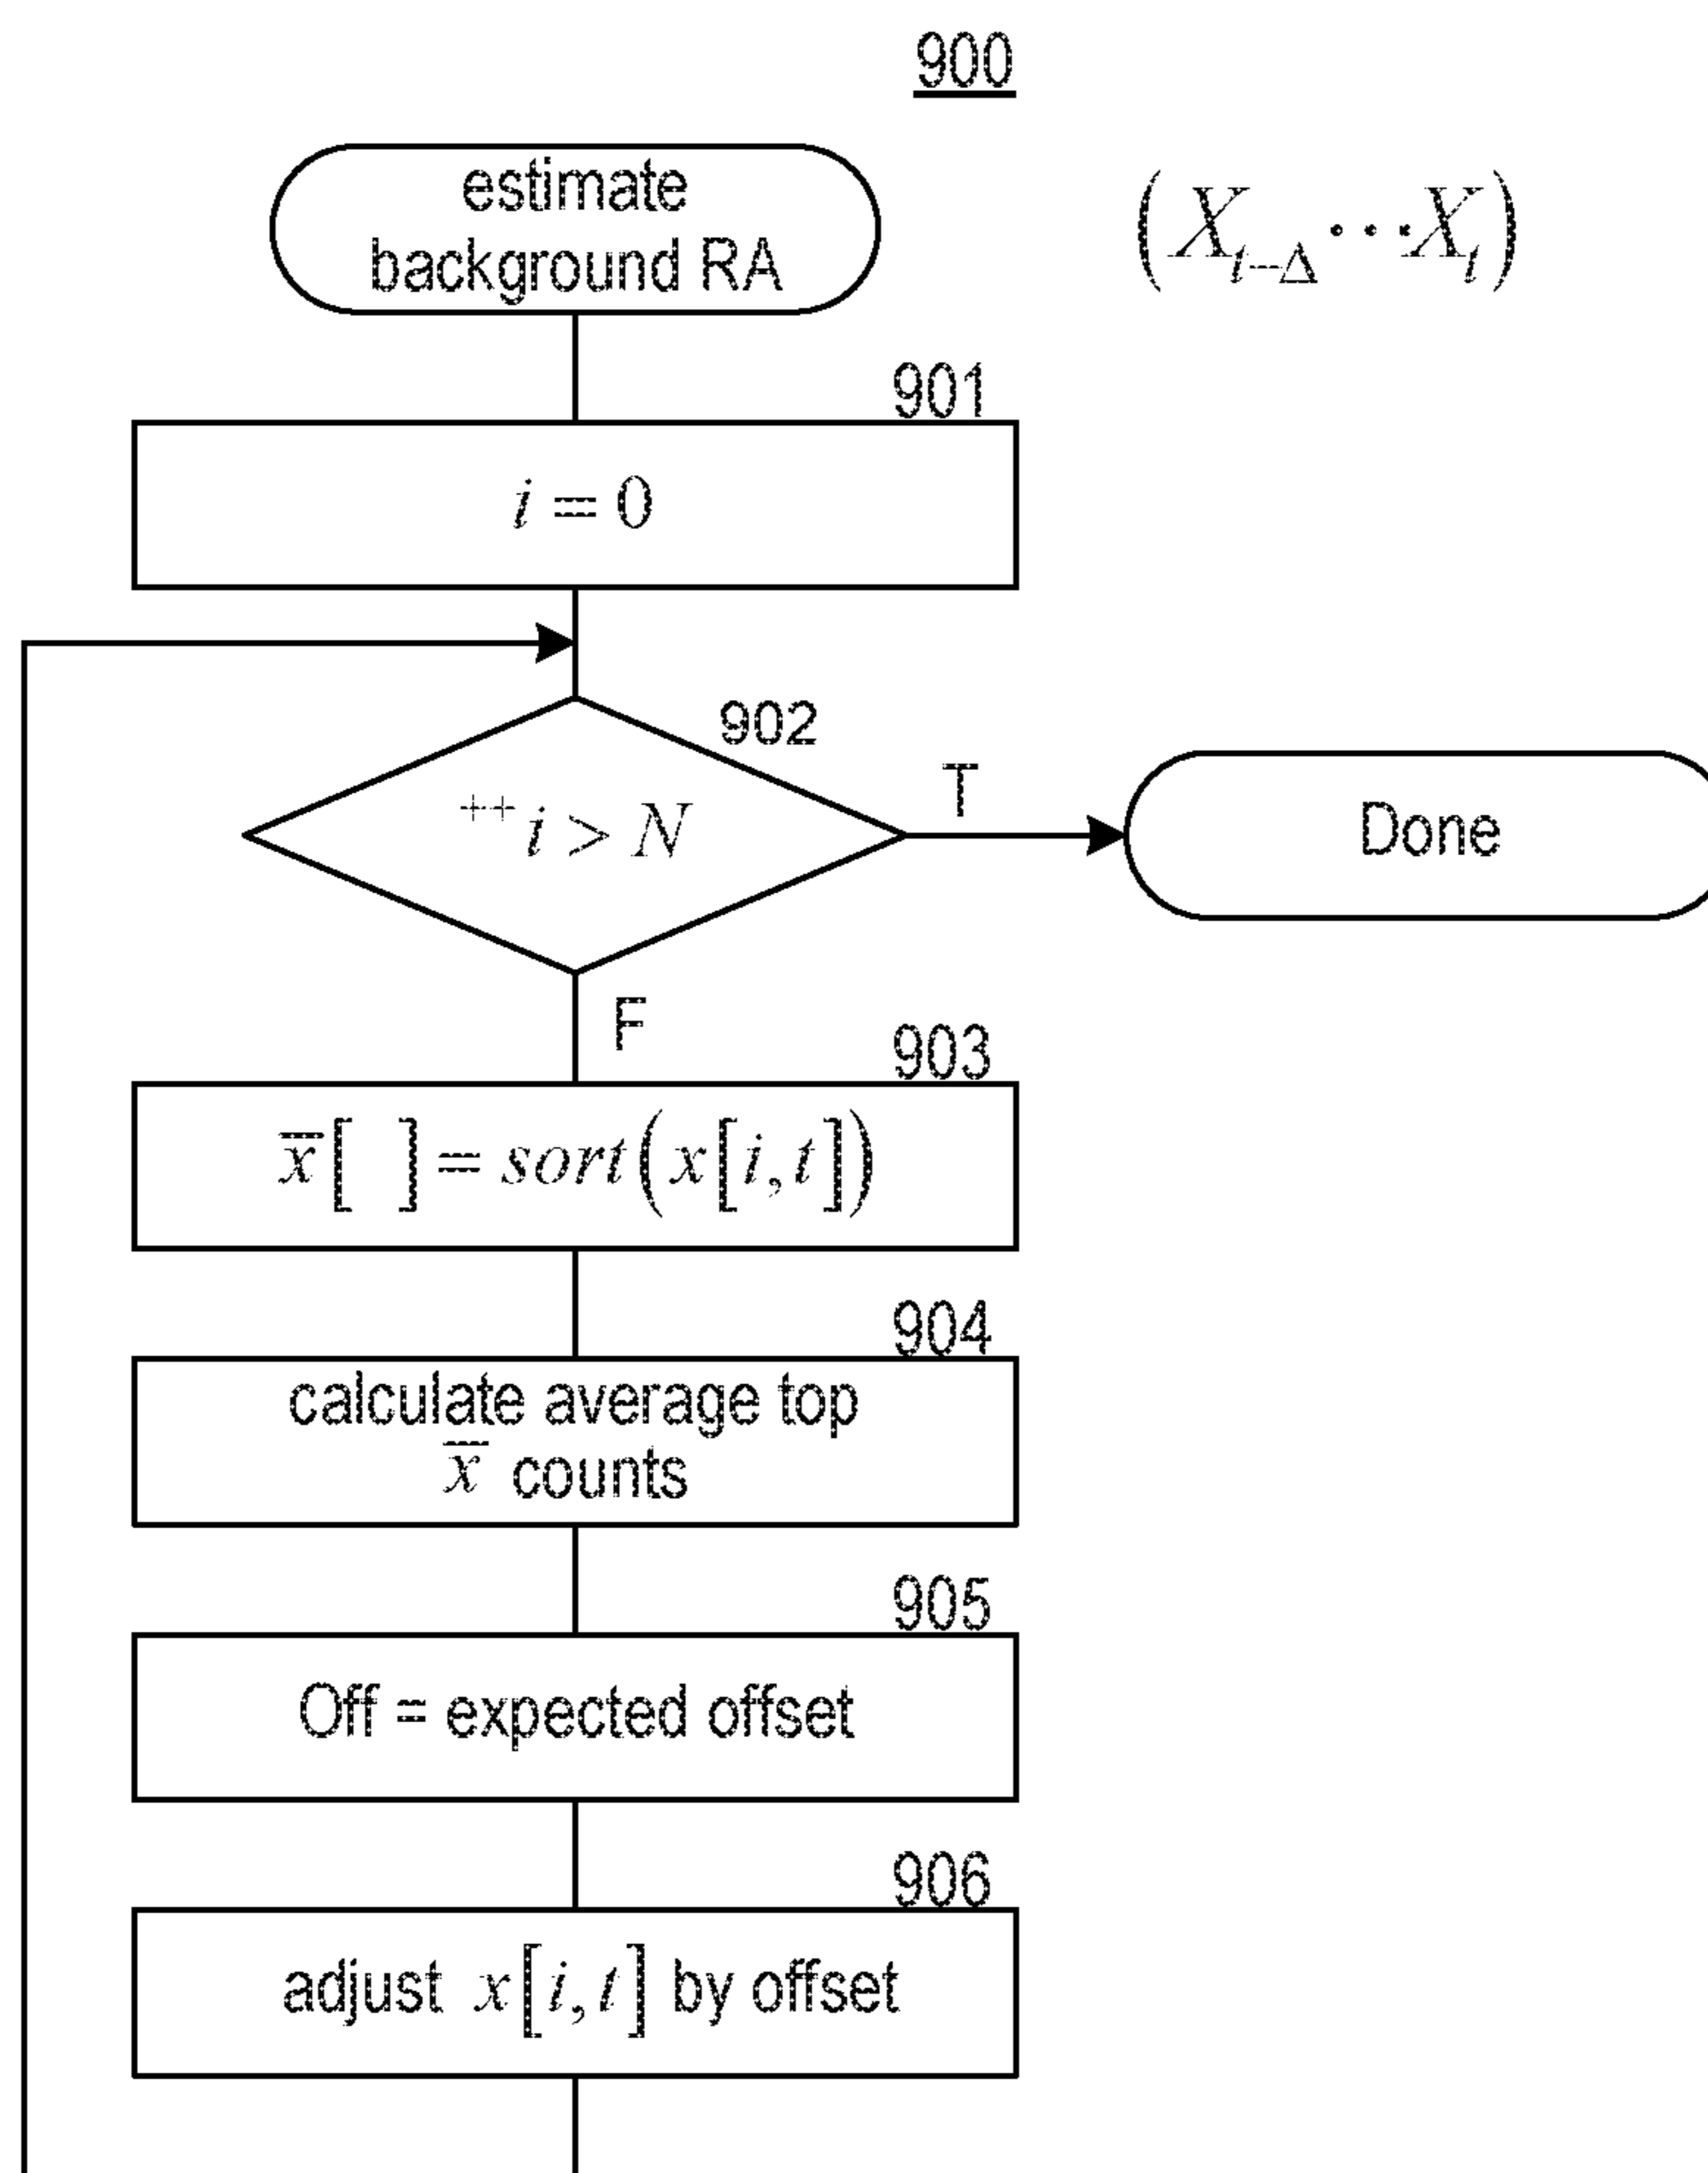 900
estimate
background RA
(X_{t-Δ}···X_t)
901
i = 0
902
++i > N
T
Done
F
903
x̅[ ] = sort(x[i,t])
904
calculate average top
x̅ counts
905
Off = expected offset
906
adjust x[i,t] by offset